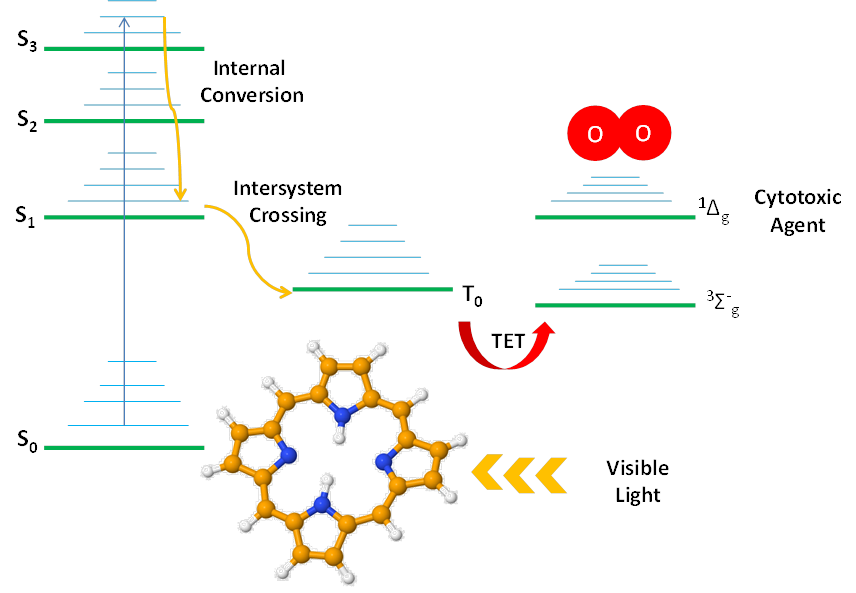 S3
Internal
Conversion
S2
O O
Intersystem
Crossing
S1
¹Δg
Cytotoxic
Agent
T0
³Σ⁻g
TET
S0
Visible
Light